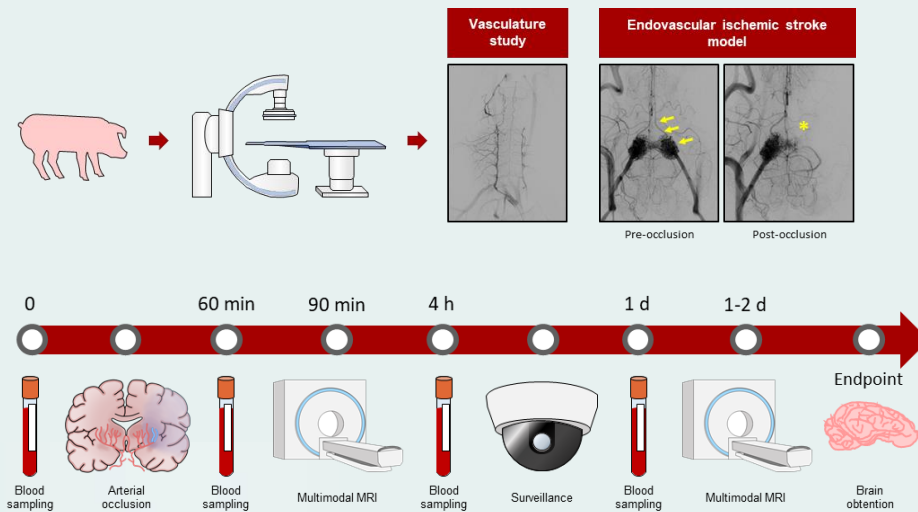 Vasculature
study
Endovascular ischemic stroke
model
*
Pre-occlusion
Post-occlusion
0
60 min
90 min
4 h
1 d
1-2 d
Endpoint
Blood
sampling
Arterial
occlusion
Blood
sampling
Multimodal MRI
Blood
sampling
Surveillance
Blood
sampling
Multimodal MRI
Brain
obtention